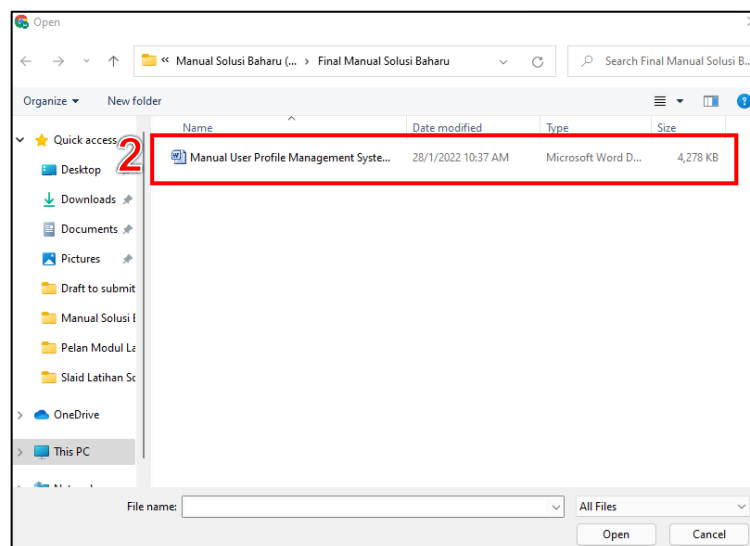 Open
« Manual Solusi Baharu (... > Final Manual Solusi Baharu
Search Final Manual Solusi B...
Organize
New folder
Name
Date modified
Type
Size
Quick access
2
Manual User Profile Management Syste...
28/1/2022 10:37 AM
Microsoft Word D...
4,278 KB
Desktop
Downloads
Documents
Pictures
Draft to submit
Manual Solusi
Pelan Modul La
Slaid Latihan So
OneDrive
This PC
File name:
All Files
Open
Cancel